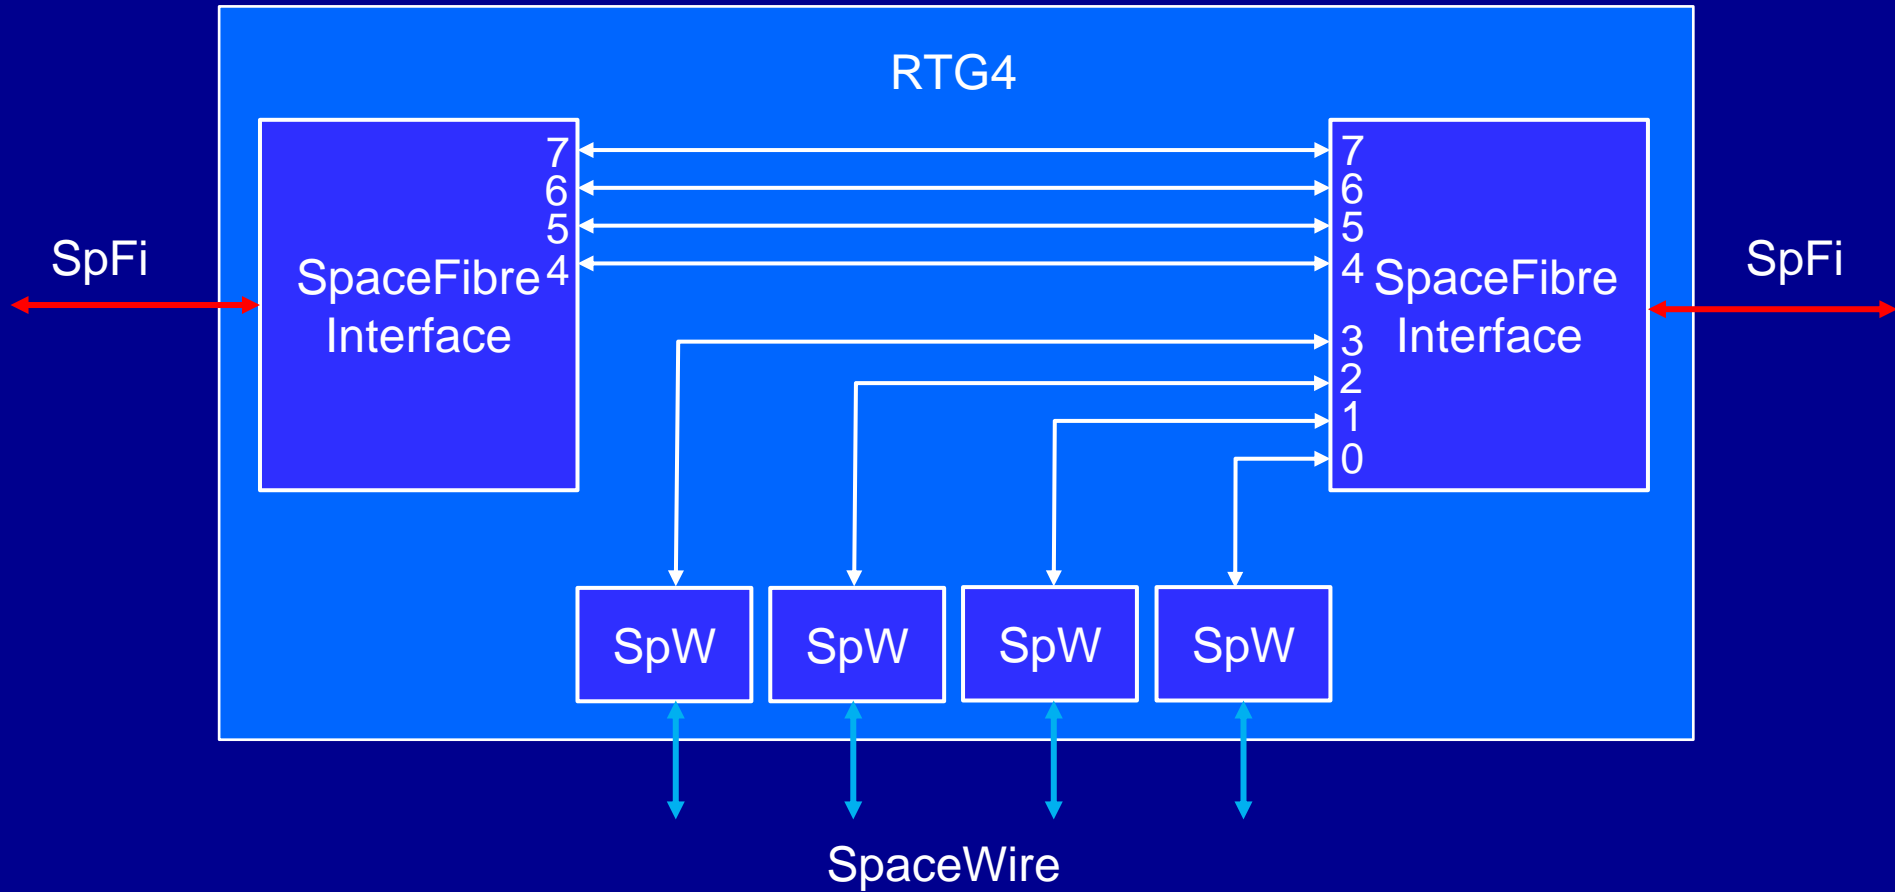 RTG4
SpFi
SpaceFibre
Interface
7
6
5
4
7
6
5
4
3
2
1
0
SpaceFibre
Interface
SpFi
SpW
SpW
SpW
SpW
SpaceWire